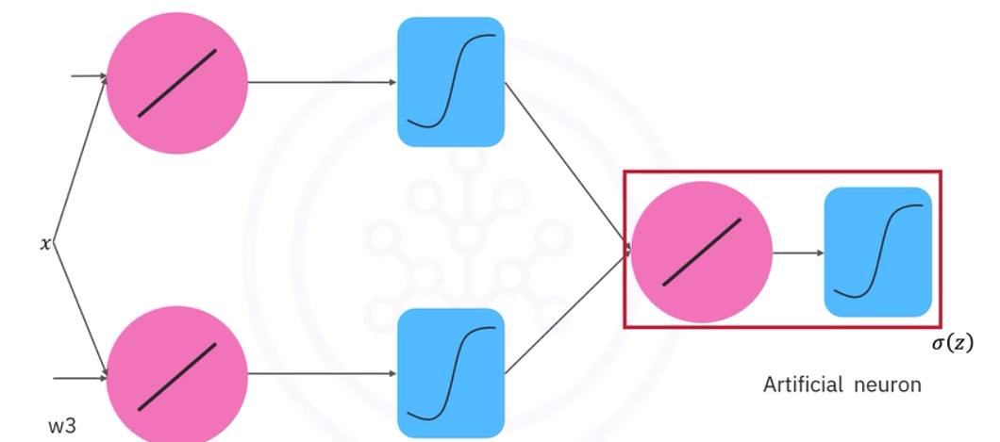 x
σ(z)
Artificial neuron
w3